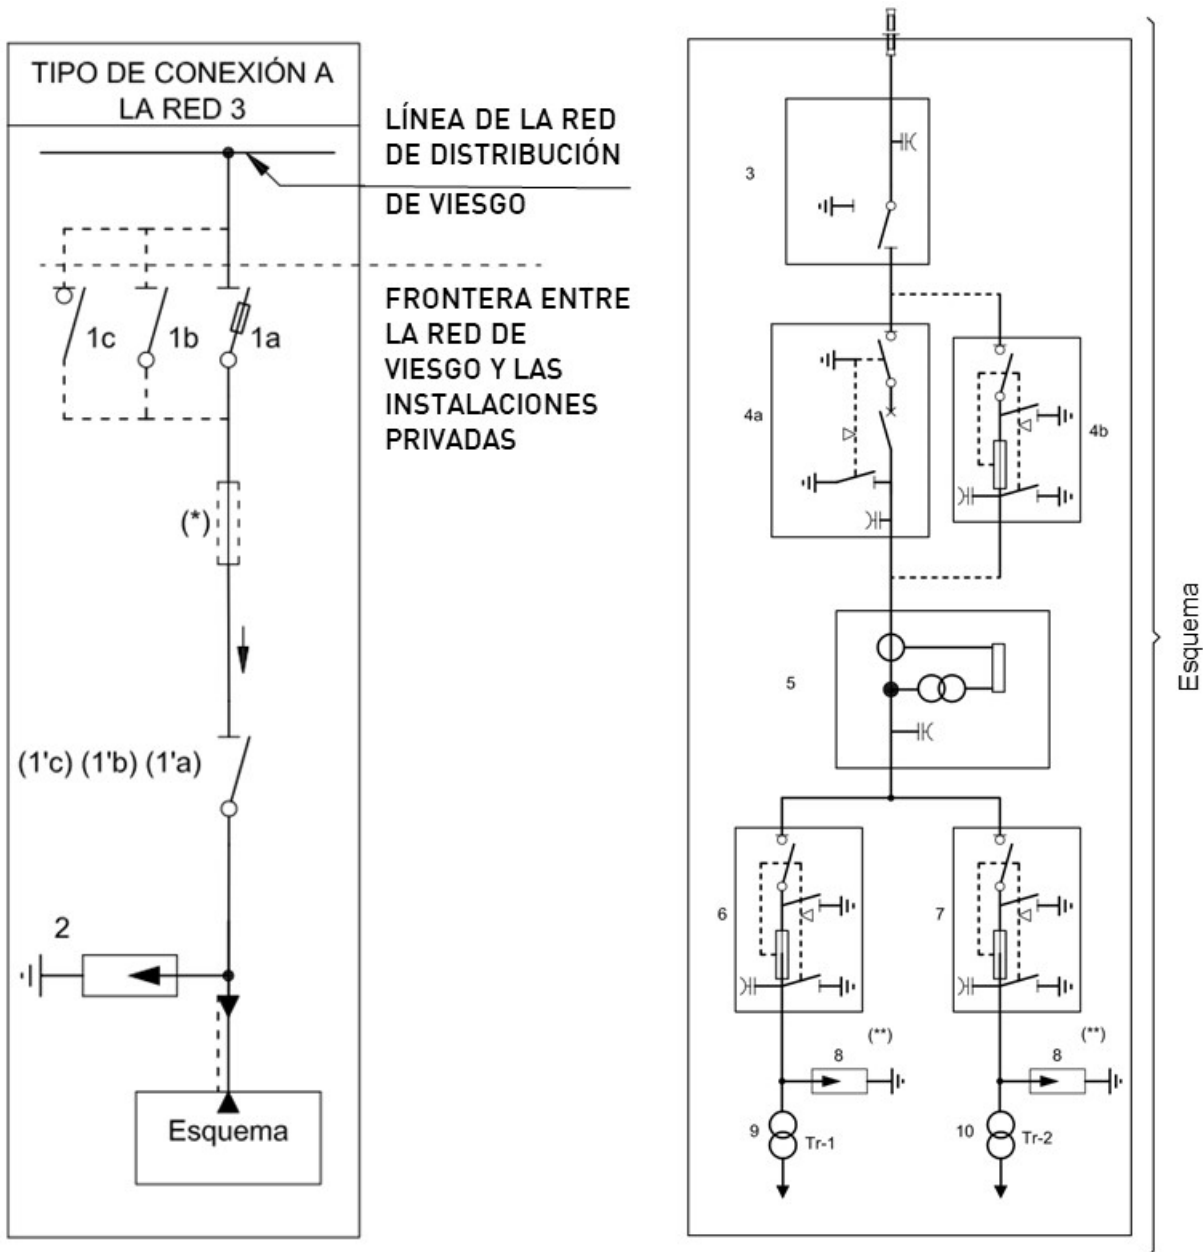 TIPO DE CONEXIÓN A
LA RED 3
LÍNEA DE LA RED
DE DISTRIBUCIÓN
DE VIESGO
FRONTERA ENTRE
LA RED DE
VIESGO Y LAS
INSTALACIONES
PRIVADAS
1c
1b
1a
(*)
(1'c) (1'b) (1'a)
2
Esquema
3
4a
4b
5
6
7
(**)
(**)
8
8
9
Tr-1
10
Tr-2
Esquema